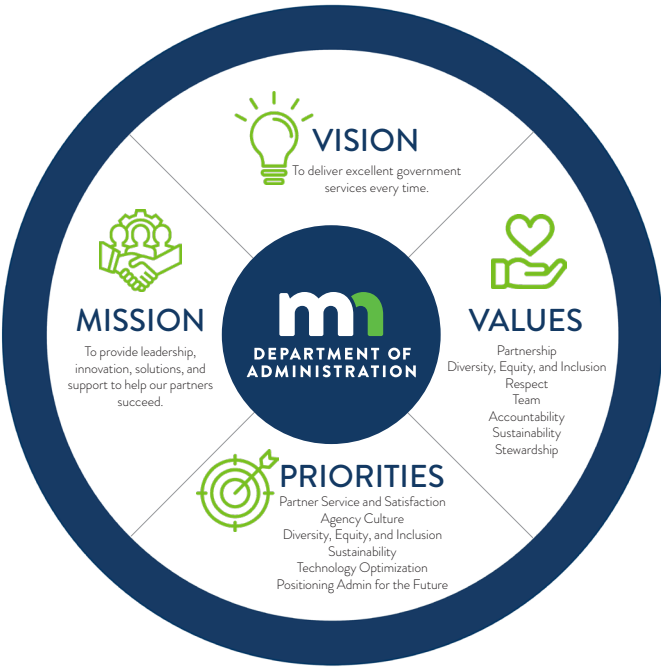 VISION
To deliver excellent government
services every time.
MISSION
To provide leadership,
innovation, solutions, and
support to help our partners
succeed.
mn
DEPARTMENT OF
ADMINISTRATION
VALUES
Partnership
Diversity, Equity, and Inclusion
Respect
Team
Accountability
Sustainability
Stewardship
PRIORITIES
Partner Service and Satisfaction
Agency Culture
Diversity, Equity, and Inclusion
Sustainability
Technology Optimization
Positioning Admin for the Future